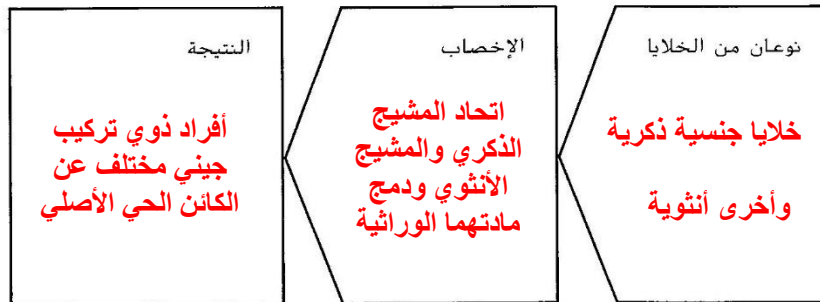 نوعان من الخلايا
خلايا جنسية ذكرية
وأخرى أنثوية
الإخصاب
اتحاد المشيج
الذكري والمشيج
الأنثوي ودمج
مادتهما الوراثية
النتيجة
أفراد ذوي تركيب
جيني مختلف عن
الكائن الحي الأصلي